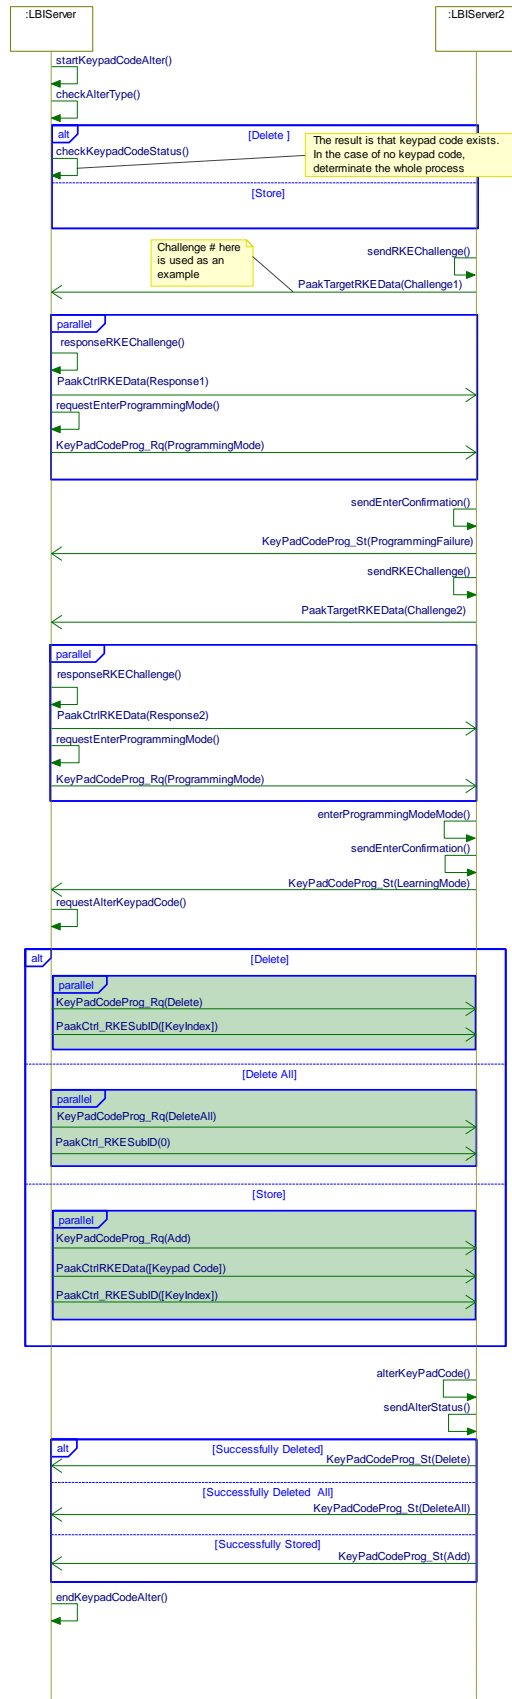 :LBIServer
:LBIServer2
startKeypadCodeAlter()
checkAlterType()
alt
[Delete ]
checkKeypadCodeStatus()
The result is that keypad code exists.
In the case of no keypad code,
determinate the whole process
[Store]
Challenge # here
is used as an
example
sendRKEChallenge()
PaakTargetRKEData(Challenge1)
parallel
responseRKEChallenge()
PaakCtrlRKEData(Response1)
requestEnterProgrammingMode()
KeyPadCodeProg_Rq(ProgrammingMode)
sendEnterConfirmation()
KeyPadCodeProg_St(ProgrammingFailure)
sendRKEChallenge()
PaakTargetRKEData(Challenge2)
parallel
responseRKEChallenge()
PaakCtrlRKEData(Response2)
requestEnterProgrammingMode()
KeyPadCodeProg_Rq(ProgrammingMode)
enterProgrammingModeMode()
sendEnterConfirmation()
KeyPadCodeProg_St(LearningMode)
requestAlterKeypadCode()
alt
[Delete]
parallel
KeyPadCodeProg_Rq(Delete)
PaakCtrl_RKESubID([KeyIndex])
[Delete All]
parallel
KeyPadCodeProg_Rq(DeleteAll)
PaakCtrl_RKESubID(0)
[Store]
parallel
KeyPadCodeProg_Rq(Add)
PaakCtrlRKEData([Keypad Code])
PaakCtrl_RKESubID([KeyIndex])
alterKeyPadCode()
sendAlterStatus()
alt
[Successfully Deleted]
KeyPadCodeProg_St(Delete)
[Successfully Deleted  All]
KeyPadCodeProg_St(DeleteAll)
[Successfully Stored]
KeyPadCodeProg_St(Add)
endKeypadCodeAlter()